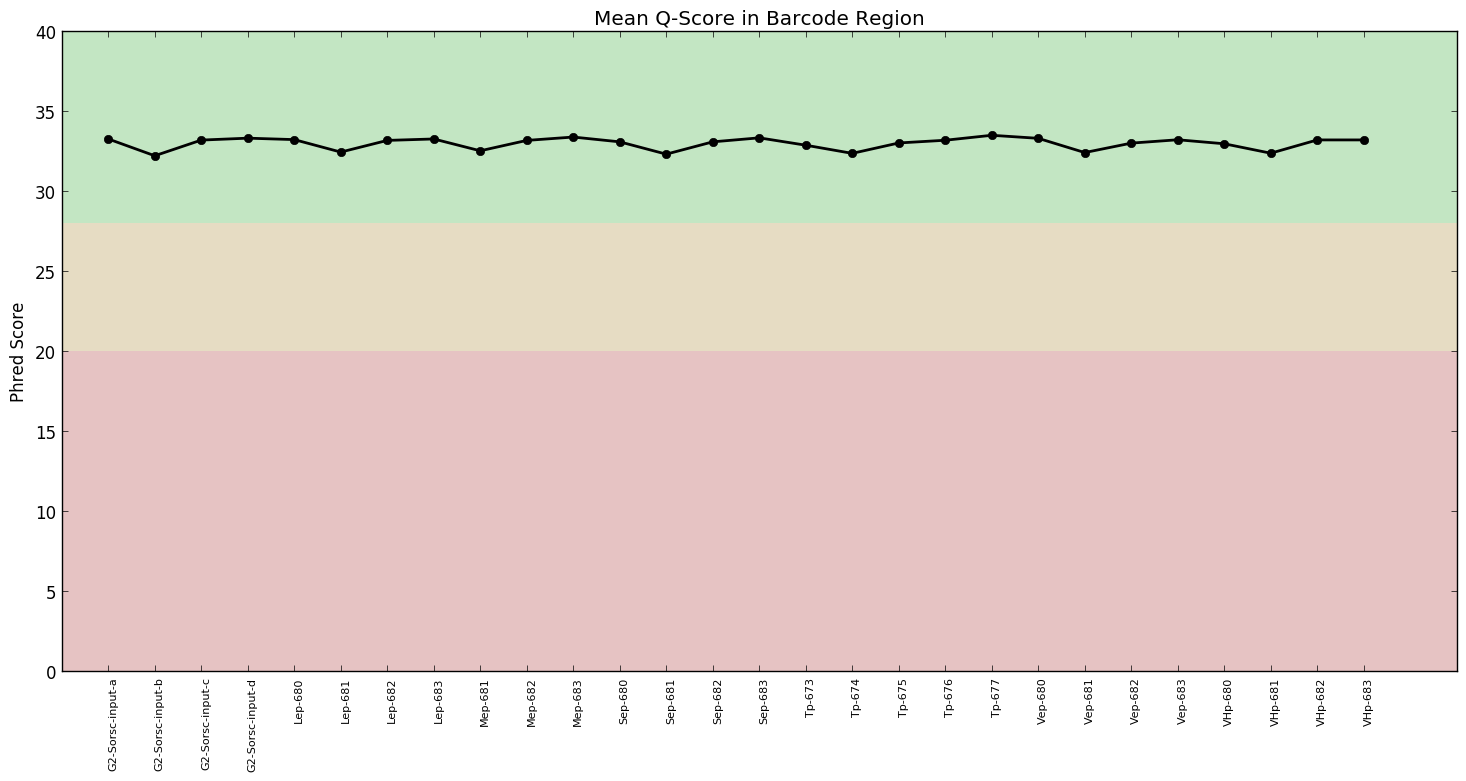 Mean Q-Score in Barcode Region
40
35
30
25
20
15
10
5
0
Phred Score
G2-Sorsc-input-a
G2-Sorsc-input-b
G2-Sorsc-input-c
G2-Sorsc-input-d
Lep-680
Lep-681
Lep-682
Lep-683
Mep-681
Mep-682
Mep-683
Sep-680
Sep-681
Sep-682
Sep-683
Tp-673
Tp-674
Tp-675
Tp-676
Tp-677
Vep-680
Vep-681
Vep-682
Vep-683
VHp-680
VHp-681
VHp-682
VHp-683